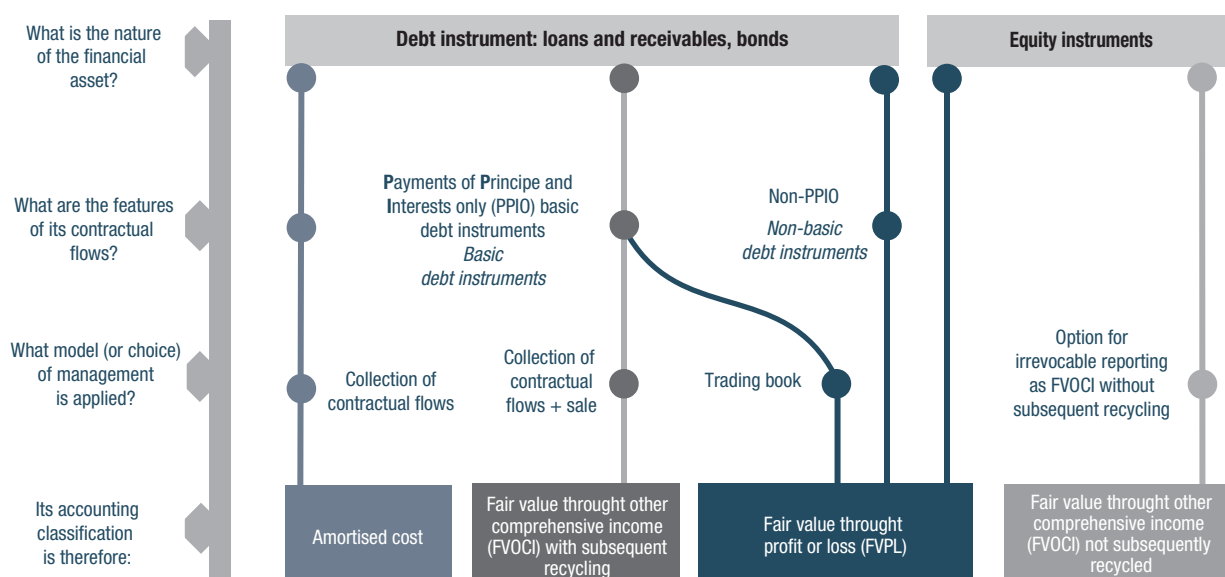 What is the nature
of the financial
asset?
Debt instrument: loans and receivables, bonds
Equity instruments
What are the features
of its contractual
flows?
Payments of Principe and
Interests only (PPIO) basic
debt instruments
Basic
debt instruments
Non-PPIO
Non-basic
debt instruments
What model (or choice)
of management
is applied?
Collection of
contractual flows
Collection of
contractual
flows + sale
Trading book
Option for
irrevocable reporting
as FVOCI without
subsequent recycling
Its accounting
classification
is therefore:
Amortised cost
Fair value throught other
comprehensive income
(FVOCI) with subsequent
recycling
Fair value throught
profit or loss (FVPL)
Fair value throught other
comprehensive income
(FVOCI) not subsequently
recycled